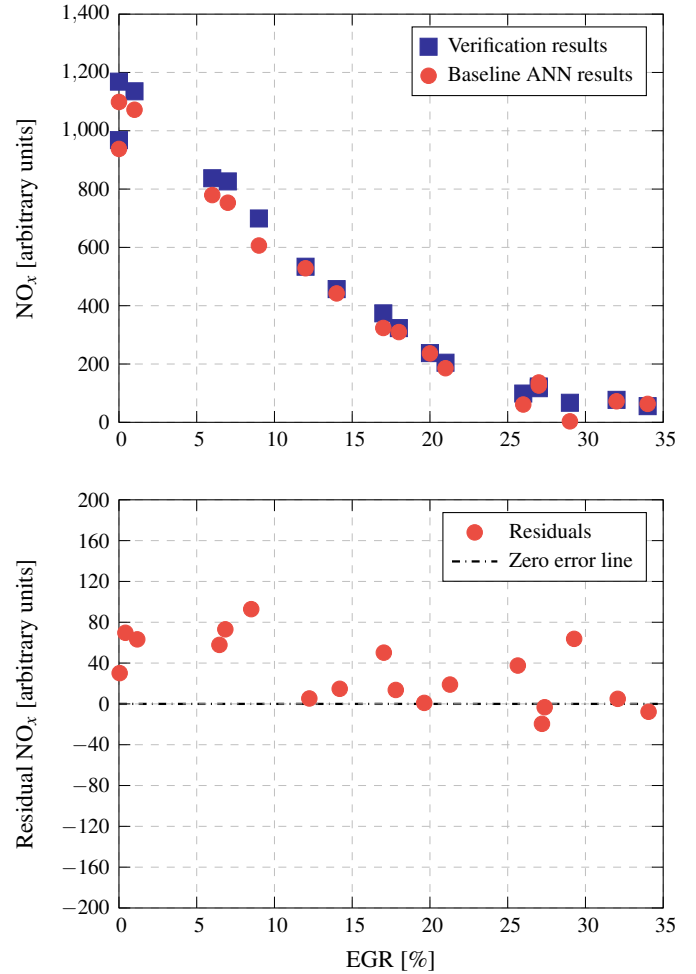 1,400
1,200
1,000
800
600
400
200
0
NOₓ [arbitrary units]
Verification results
Baseline ANN results
0 5 10 15 20 25 30 35
200
160
120
80
40
0
−40
−80
−120
−160
−200
Residual NOₓ [arbitrary units]
Residuals
Zero error line
0 5 10 15 20 25 30 35
EGR [%]